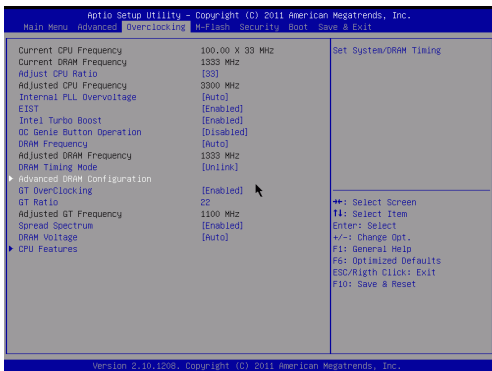 Aptio Setup Utility – Copyright (C) 2011 American Megatrends, Inc.
Main Menu Advanced Overclocking M-Flash Security Boot Save & Exit
Current CPU Frequency 100.00 X 33 MHz
Current DRAM Frequency 1333 MHz
Adjust CPU Ratio [33]
Adjusted CPU Frequency 3300 MHz
Internal PLL Overvoltage [Auto]
EIST [Enabled]
Intel Turbo Boost [Enabled]
OC Genie Button Operation [Disabled]
DRAM Frequency [Auto]
Adjusted DRAM Frequency 1333 MHz
DRAM Timing Mode [Unlink]
Advanced DRAM Configuration
GT OverClocking [Enabled]
GT Ratio 22
Adjusted GT Frequency 1100 MHz
Spread Spectrum [Enabled]
DRAM Voltage [Auto]
CPU Features
Set System/DRAM Timing
→←: Select Screen
↑↓: Select Item
Enter: Select
+/-: Change Opt.
F1: General Help
F6: Optimized Defaults
ESC/Rigth Click: Exit
F10: Save & Reset
Version 2.10.1208. Copyright (C) 2011 American Megatrends, Inc.